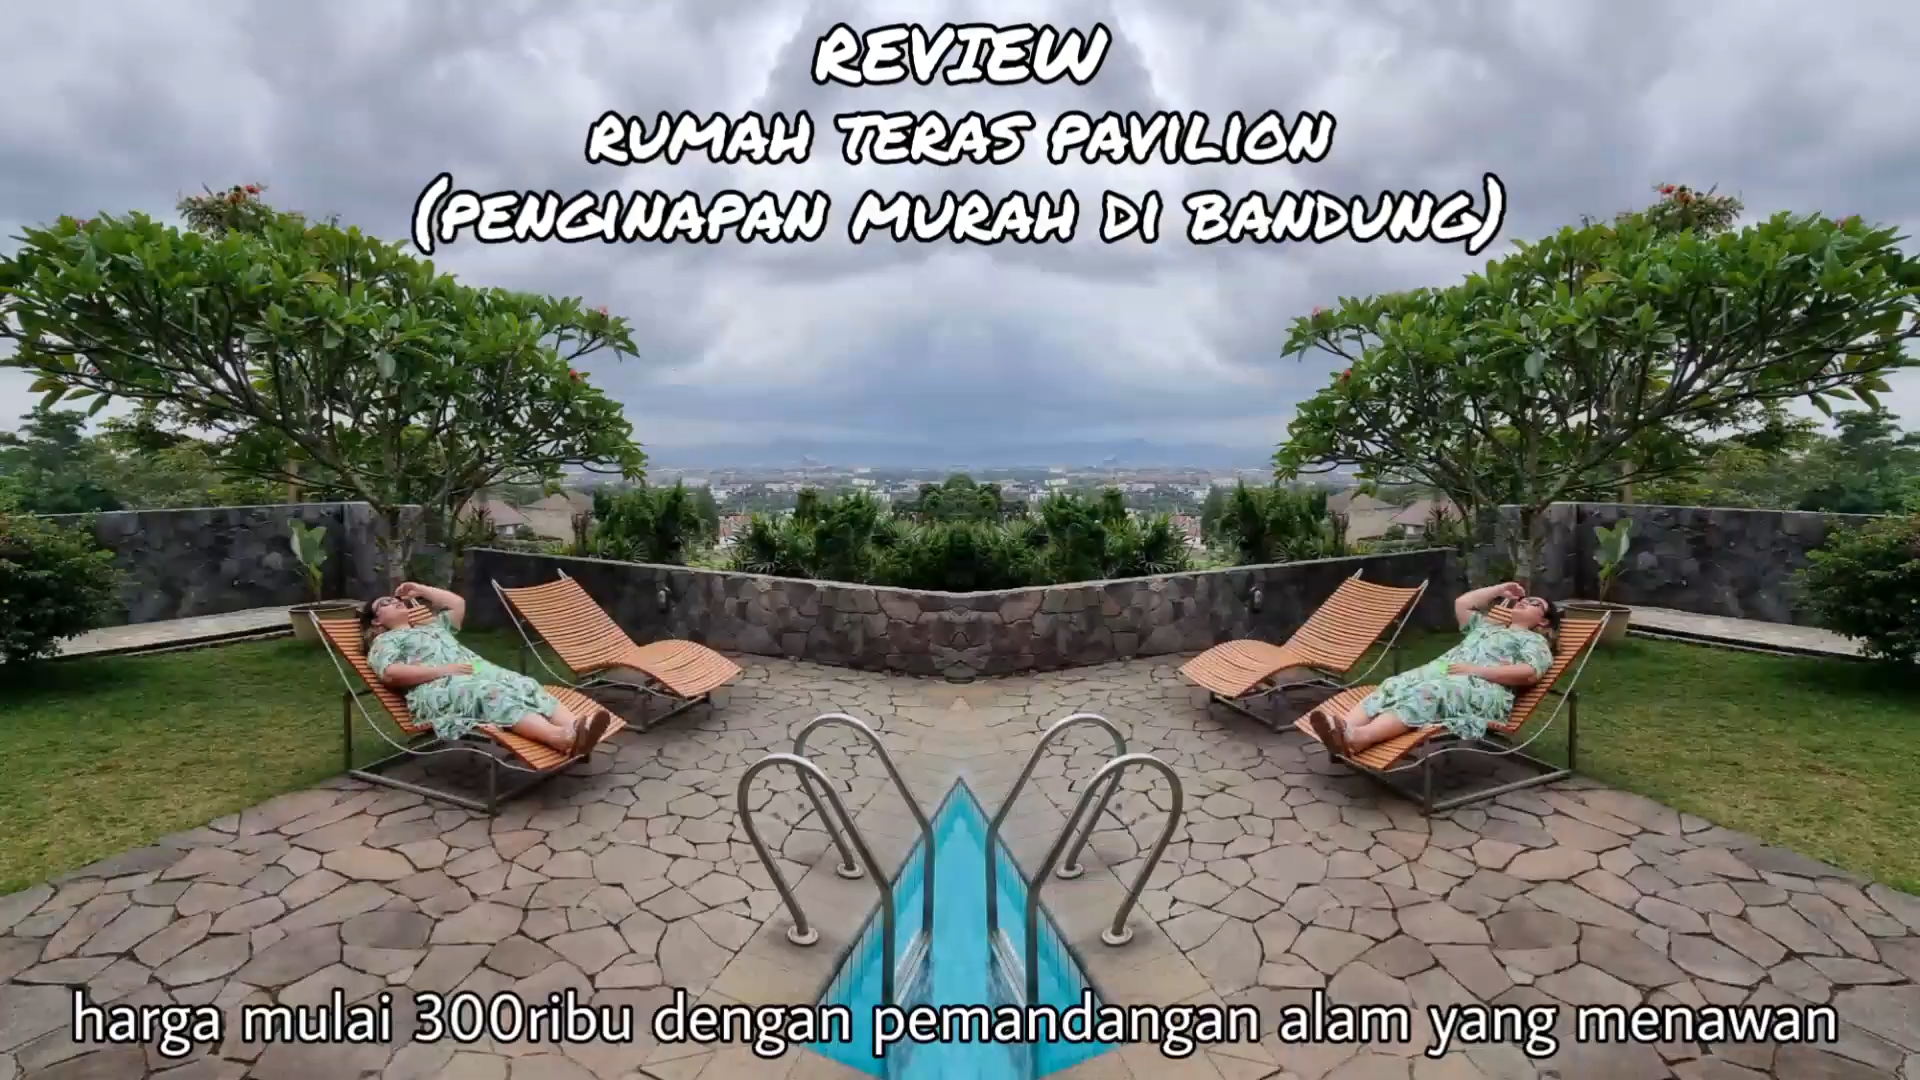 REVIEW
RUMAH TERAS PAVILION
(PENGINAPAN MURAH DI BANDUNG)
harga mulai 300ribu dengan pemandangan alam yang menawan